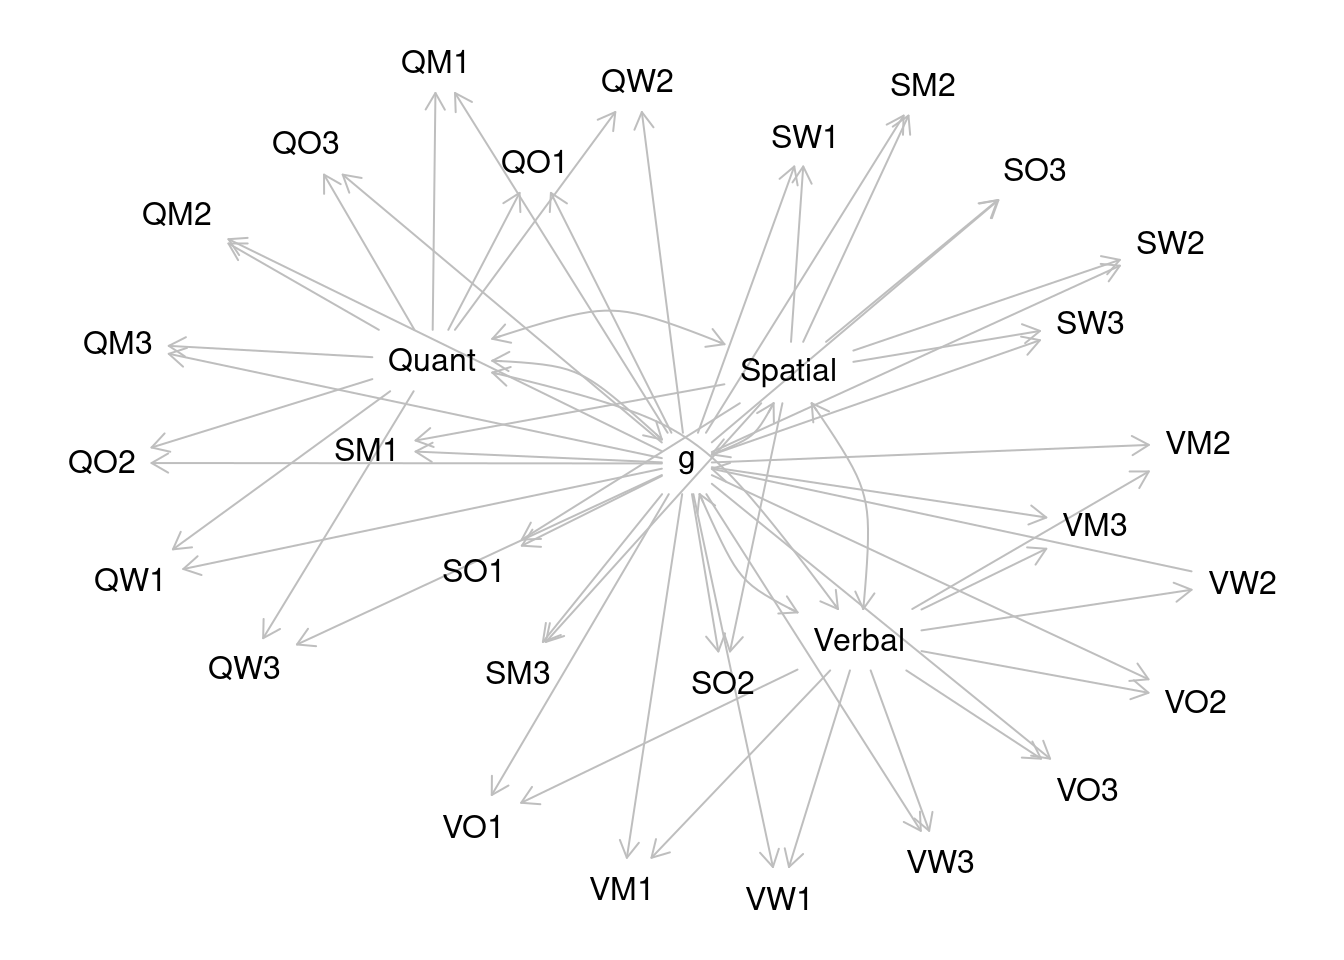 QM1
QW2
SM2
SW1
QO3
QO1
SO3
QM2
SW2
SW3
QM3
Quant
Spatial
VM2
SM1
QO2
g
VM3
SO1
QW1
VW2
Verbal
QW3
SM3
SO2
VO2
VO3
VO1
VW3
VM1
VW1